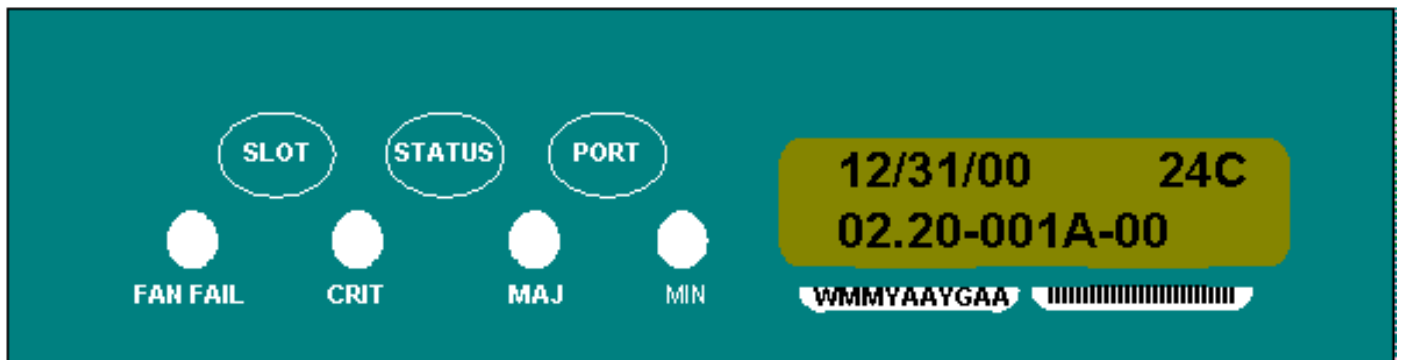 SLOT STATUS PORT
12/31/00 24C
02.20-001A-00
FAN FAIL CRIT MAJ MIN
WMMYAAYGAA